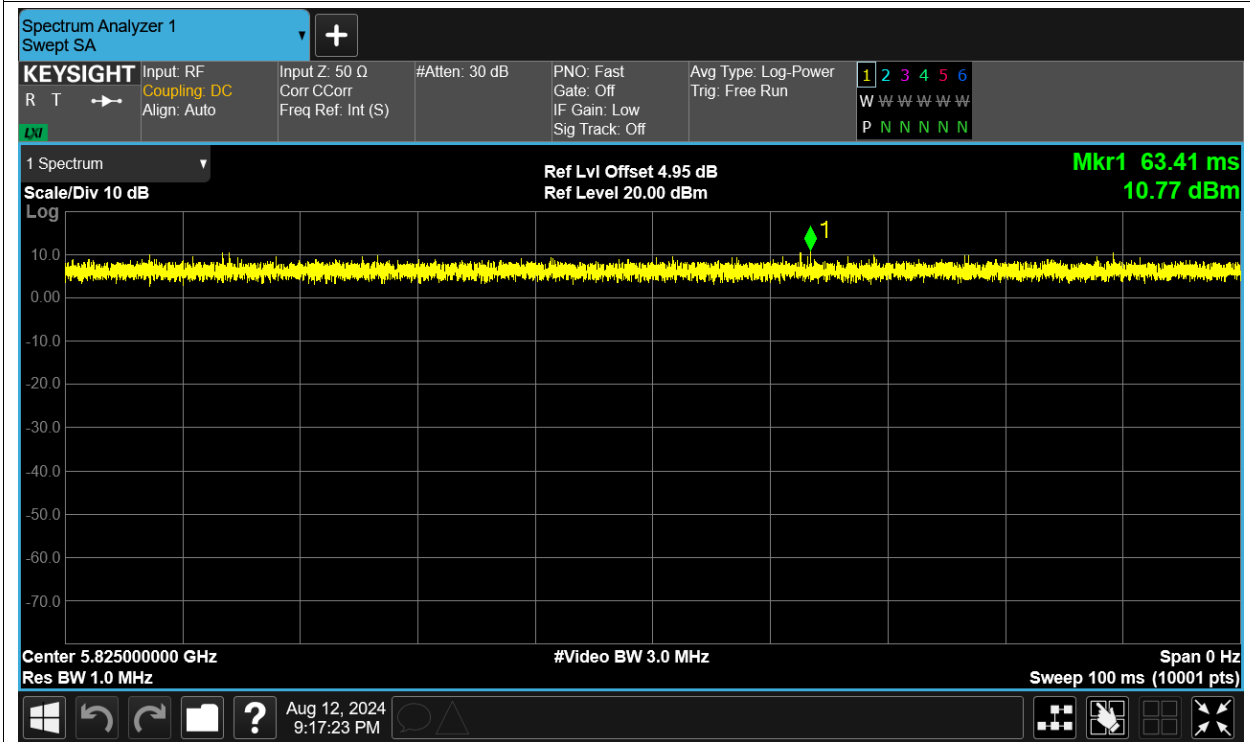 Spectrum Analyzer 1
Swept SA
+
KEYSIGHT
R T
LXI
Input: RF
Coupling: DC
Align: Auto
Input Z: 50 Ω
Corr CCorr
Freq Ref: Int (S)
#Atten: 30 dB
PNO: Fast
Gate: Off
IF Gain: Low
Sig Track: Off
Avg Type: Log-Power
Trig: Free Run
1 2 3 4 5 6
W W W W W W
P N N N N N
1 Spectrum
Scale/Div 10 dB
Log
Ref Lvl Offset 4.95 dB
Ref Level 20.00 dBm
Mkr1 63.41 ms
10.77 dBm
1
10.0
0.00
-10.0
-20.0
-30.0
-40.0
-50.0
-60.0
-70.0
Center 5.825000000 GHz
Res BW 1.0 MHz
#Video BW 3.0 MHz
Span 0 Hz
Sweep 100 ms (10001 pts)
?
Aug 12, 2024
9:17:23 PM